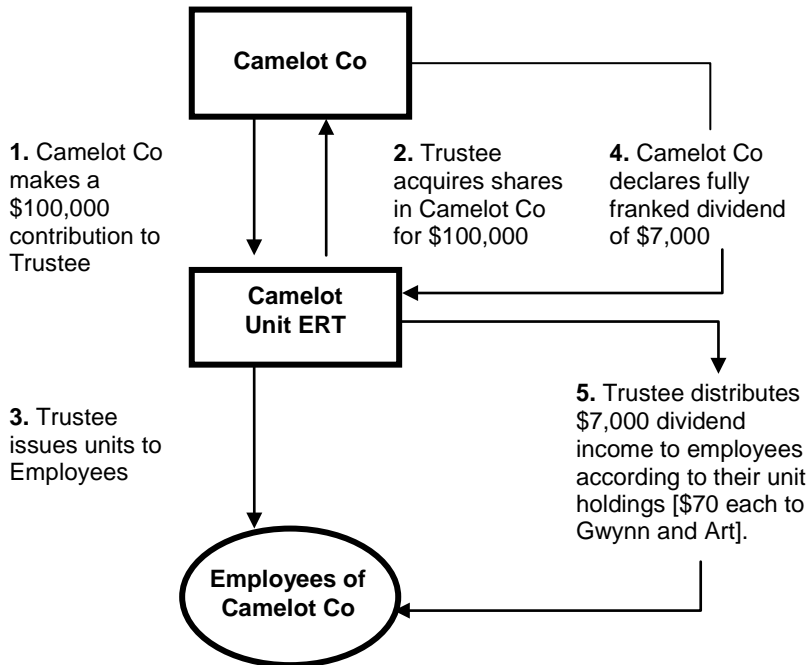 Camelot Co
1. Camelot Co
makes a
$100,000
contribution to
Trustee
2. Trustee
acquires shares
in Camelot Co
for $100,000
4. Camelot Co
declares fully
franked dividend
of $7,000
Camelot
Unit ERT
3. Trustee
issues units to
Employees
5. Trustee distributes
$7,000 dividend
income to employees
according to their unit
holdings [$70 each to
Gwynn and Art].
Employees of
Camelot Co